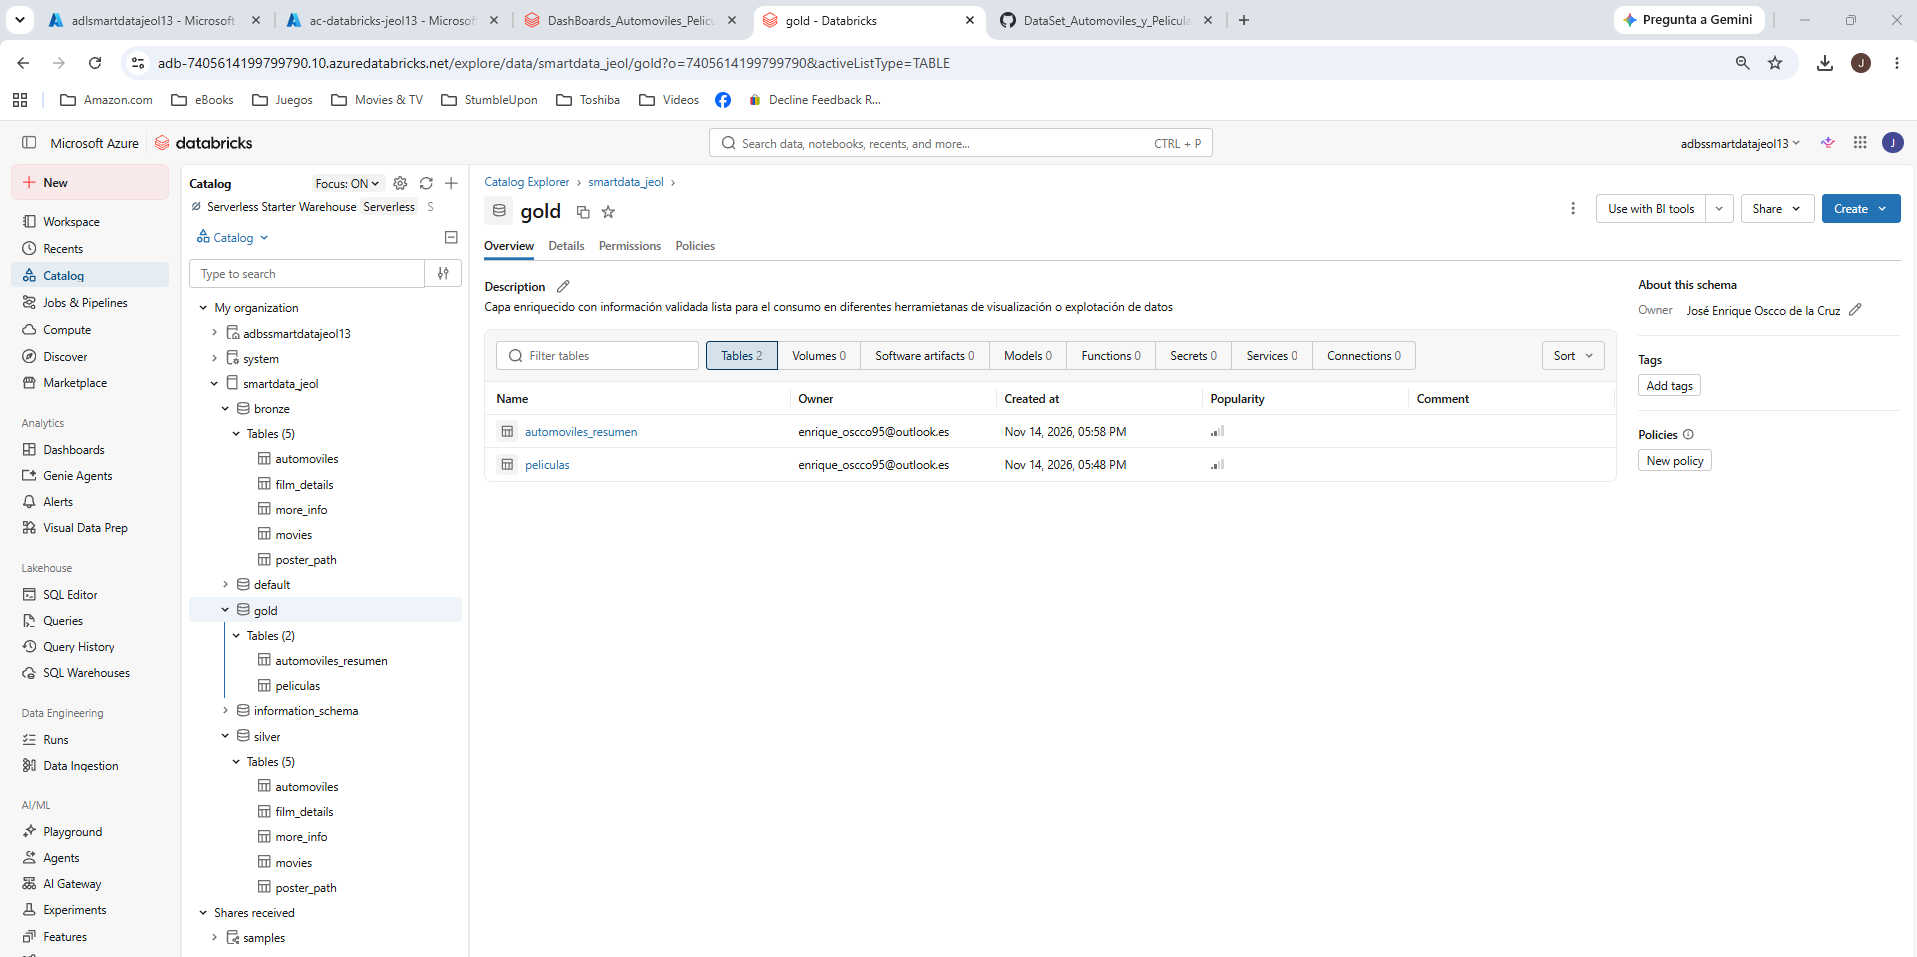 adlsmartdatajeol13 - Microsoft
ac-databricks-jeol13 - Microsof
DashBoards_Automoviles_Pelicu
gold - Databricks
DataSet_Automoviles_y_Pelicula
Pregunta a Gemini
adb-7405614199799790.10.azuredatabricks.net/explore/data/smartdata_jeol/gold?o=7405614199799790&activeListType=TABLE
J
Amazon.com
eBooks
Juegos
Movies & TV
StumbleUpon
Toshiba
Videos
Decline Feedback R...
Microsoft Azure
databricks
Search data, notebooks, recents, and more...
CTRL + P
adbssmartdatajeol13
J
New
Workspace
Recents
Catalog
Jobs & Pipelines
Compute
Discover
Marketplace
Analytics
Dashboards
Genie Agents
Alerts
Visual Data Prep
Lakehouse
SQL Editor
Queries
Query History
SQL Warehouses
Data Engineering
Runs
Data Ingestion
AI/ML
Playground
Agents
AI Gateway
Experiments
Features
Catalog
Focus: ON
Serverless Starter Warehouse Serverless S
Catalog
Type to search
My organization
adbssmartdatajeol13
system
smartdata_jeol
bronze
Tables (5)
automoviles
film_details
more_info
movies
poster_path
default
gold
Tables (2)
automoviles_resumen
peliculas
information_schema
silver
Tables (5)
automoviles
film_details
more_info
movies
poster_path
Shares received
samples
Catalog Explorer > smartdata_jeol >
gold
Use with BI tools
Share
Create
Overview Details Permissions Policies
Description
Capa enriquecido con información validada lista para el consumo en diferentes herramietanas de visualización o explotación de datos
Filter tables
Tables 2
Volumes 0
Software artifacts 0
Models 0
Functions 0
Secrets 0
Services 0
Connections 0
Sort
Name Owner Created at Popularity Comment
automoviles_resumen enrique_oscco95@outlook.es Nov 14, 2026, 05:58 PM
peliculas enrique_oscco95@outlook.es Nov 14, 2026, 05:48 PM
About this schema
Owner José Enrique Oscco de la Cruz
Tags
Add tags
Policies
New policy